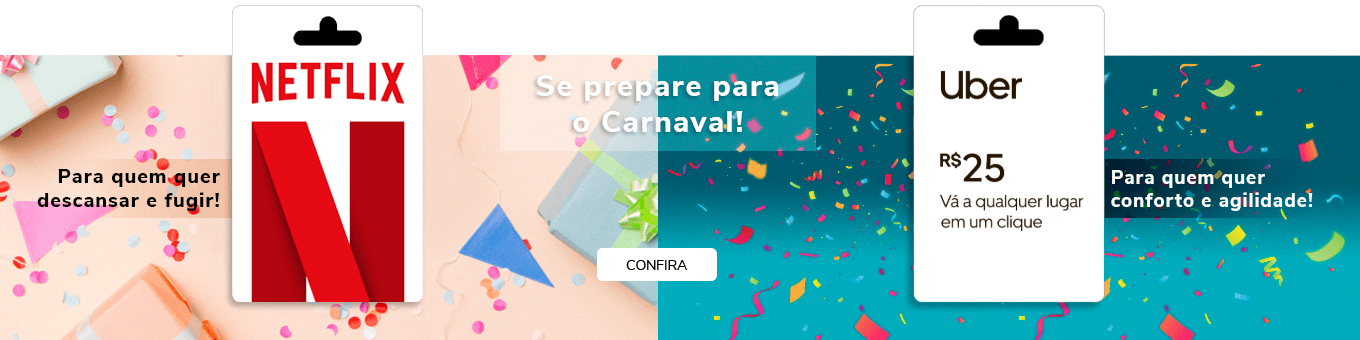 NETFLIX
Para quem quer
descansar e fugir!
Se prepare para
o Carnaval!
CONFIRA
Uber
R$25
Vá a qualquer lugar
em um clique
Para quem quer
conforto e agilidade!